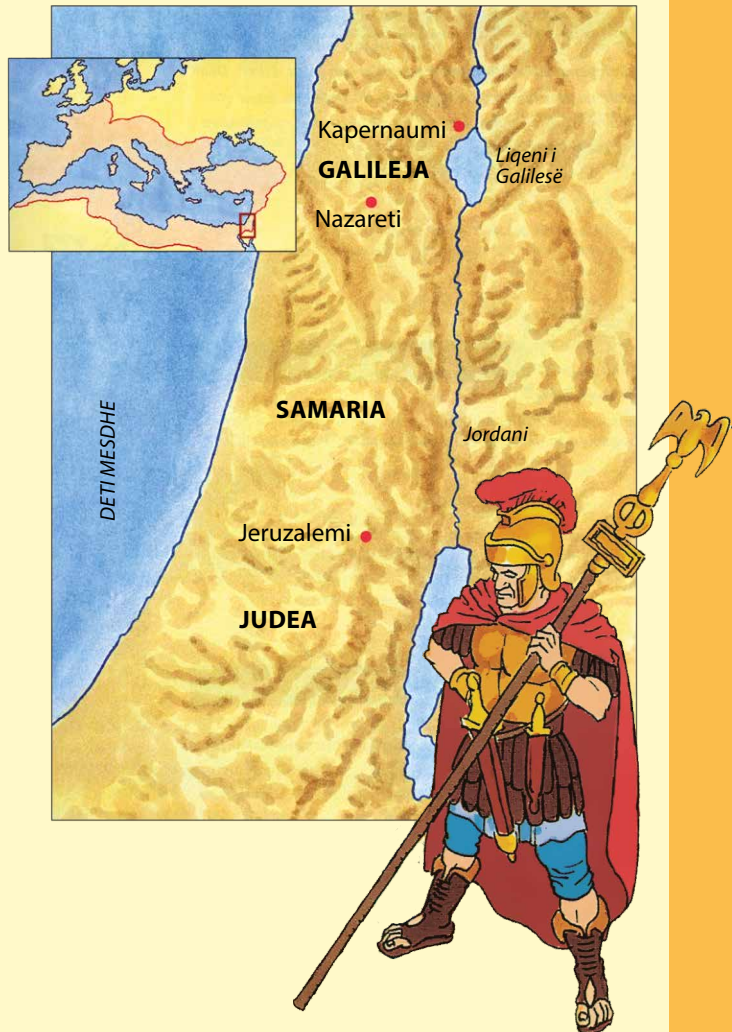 Kapernaumi
GALILEJA
Liqeni i
Galilesë
Nazareti
SAMARIA
Jordani
DETI MESDHE
Jeruzalemi
JUDEA